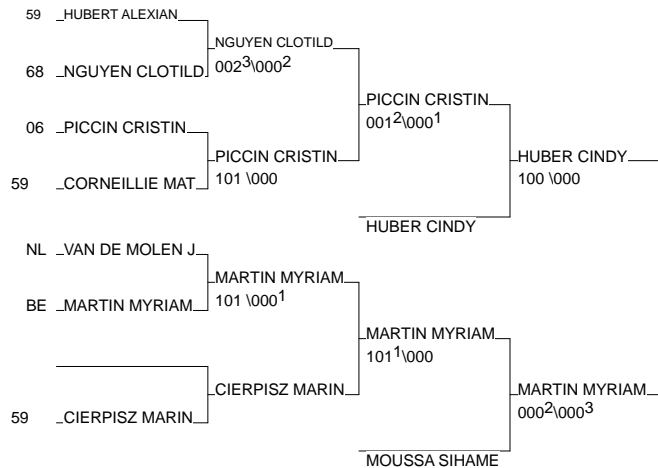 59 HUBERT ALEXIAN
NGUYEN CLOTILD
002³\000²
68 NGUYEN CLOTILD
PICCIN CRISTIN
001²\000¹
06 PICCIN CRISTIN
PICCIN CRISTIN
101 \000
HUBER CINDY
100 \000
59 CORNEILLIE MAT
HUBER CINDY
NL VAN DE MOLEN J
MARTIN MYRIAM
101 \000¹
BE MARTIN MYRIAM
MARTIN MYRIAM
101¹\000
CIERPISZ MARIN
MARTIN MYRIAM
000²\000³
59 CIERPISZ MARIN
MOUSSA SIHAME